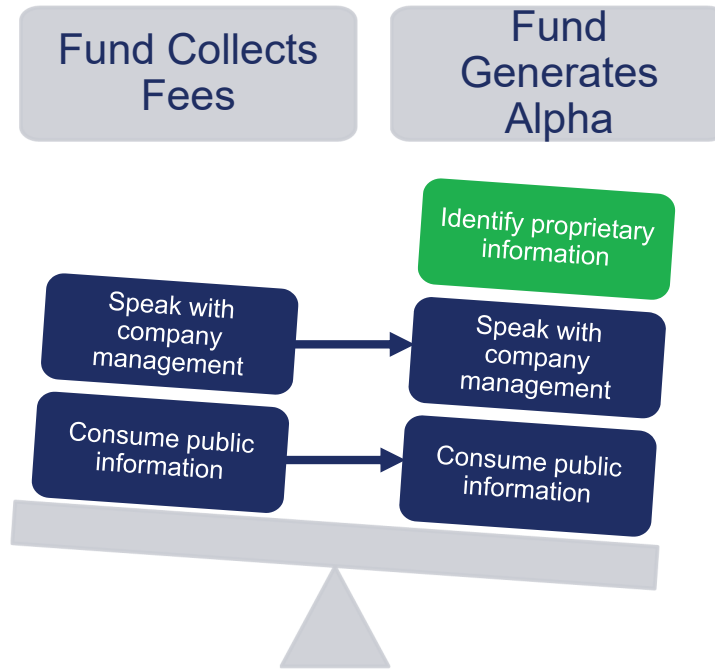 Fund Collects
Fees
Fund
Generates
Alpha
Identify proprietary
information
Speak with
company
management
Speak with
company
management
Consume public
information
Consume public
information